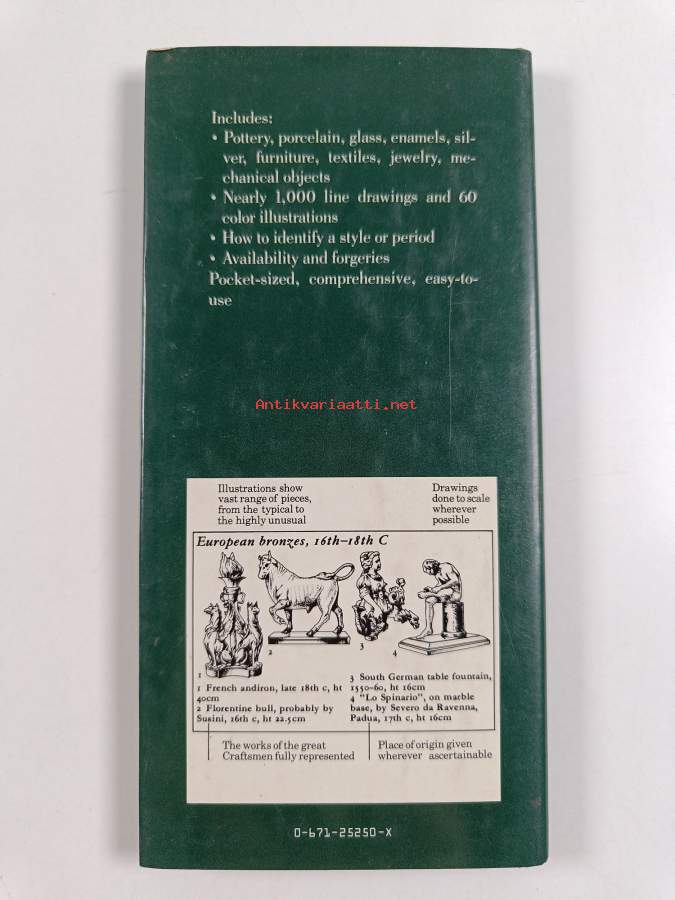 Includes:
• Pottery, porcelain, glass, enamels, sil-
ver, furniture, textiles, jewelry, me-
chanical objects
• Nearly 1,000 line drawings and 60
color illustrations
• How to identify a style or period
• Availability and forgeries
Pocket-sized, comprehensive, easy-to-
use
Antikvariaatti.net
Illustrations show
vast range of pieces,
from the typical to
the highly unusual
Drawings
done to scale
wherever
possible
European bronzes, 16th–18th C
1
2
3
4
1 French andiron, late 18th c, ht
40cm
2 Florentine bull, probably by
Susini, 16th c, ht 22.5cm
3 South German table fountain,
1550–60, ht 16cm
4 "Lo Spinario", on marble
base, by Severo da Ravenna,
Padua, 17th c, ht 16cm
The works of the great
Craftsmen fully represented
Place of origin given
wherever ascertainable
0-671-25250-X